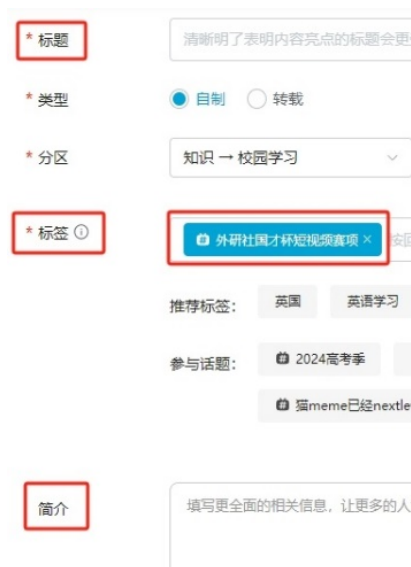 * 标题 清晰明了表明内容亮点的标题会更
* 类型 自制 转载
* 分区 知识 → 校园学习
* 标签 外研社国才杯短视频赛项 × 按回
推荐标签： 英国 英语学习
参与话题： 2024高考季
猫meme已经nextle
简介 填写更全面的相关信息，让更多的人